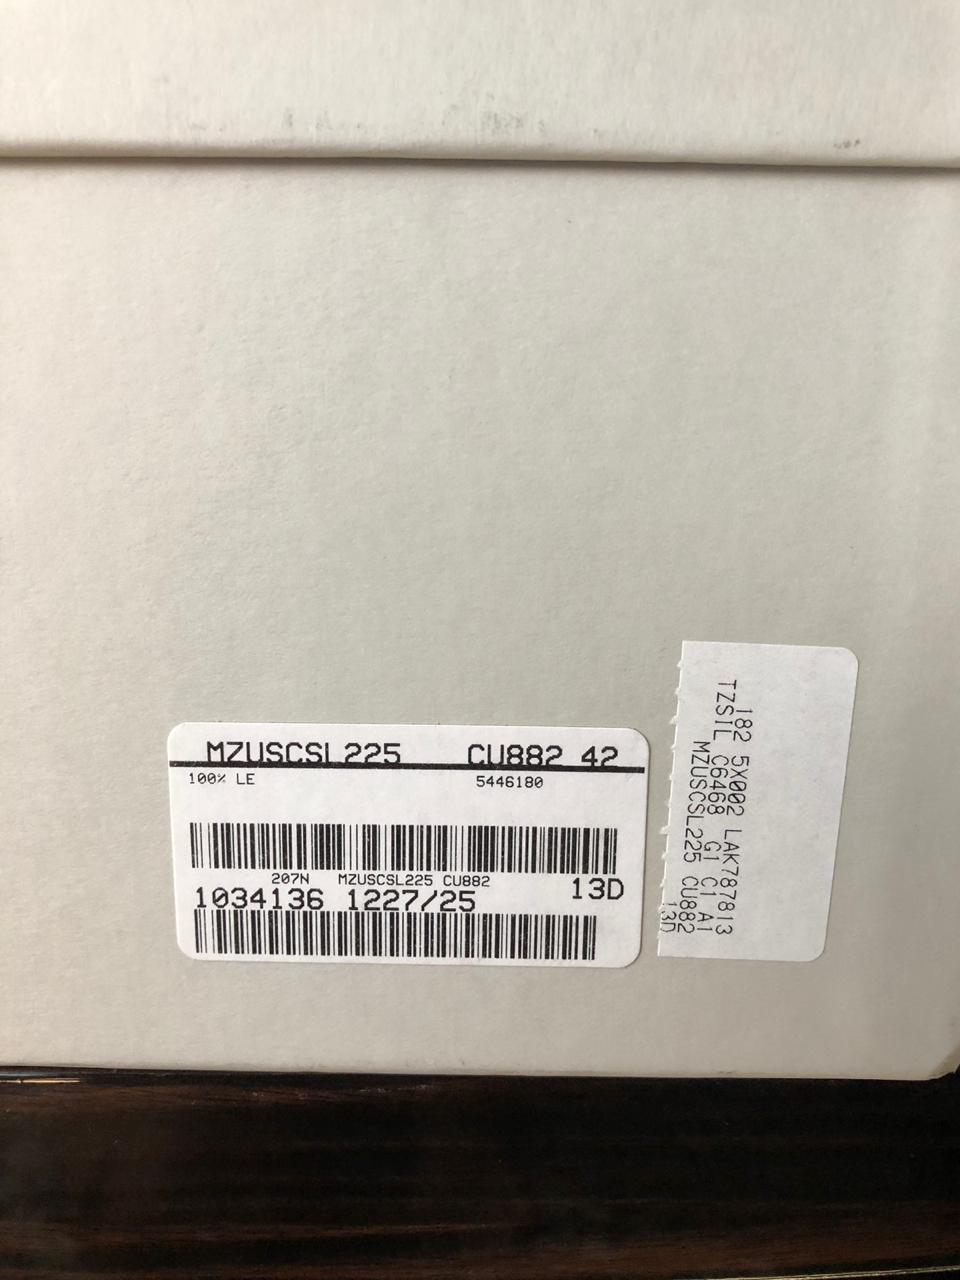 MZUSCSL225 CU882 42
100% LE 5446180
207N MZUSCSL225 CU882
13D
1034136 1227/25
182 5X002 LAK787813
TZSIL C6468 G1 C1 A1
MZUSCSL225 CU882
13D